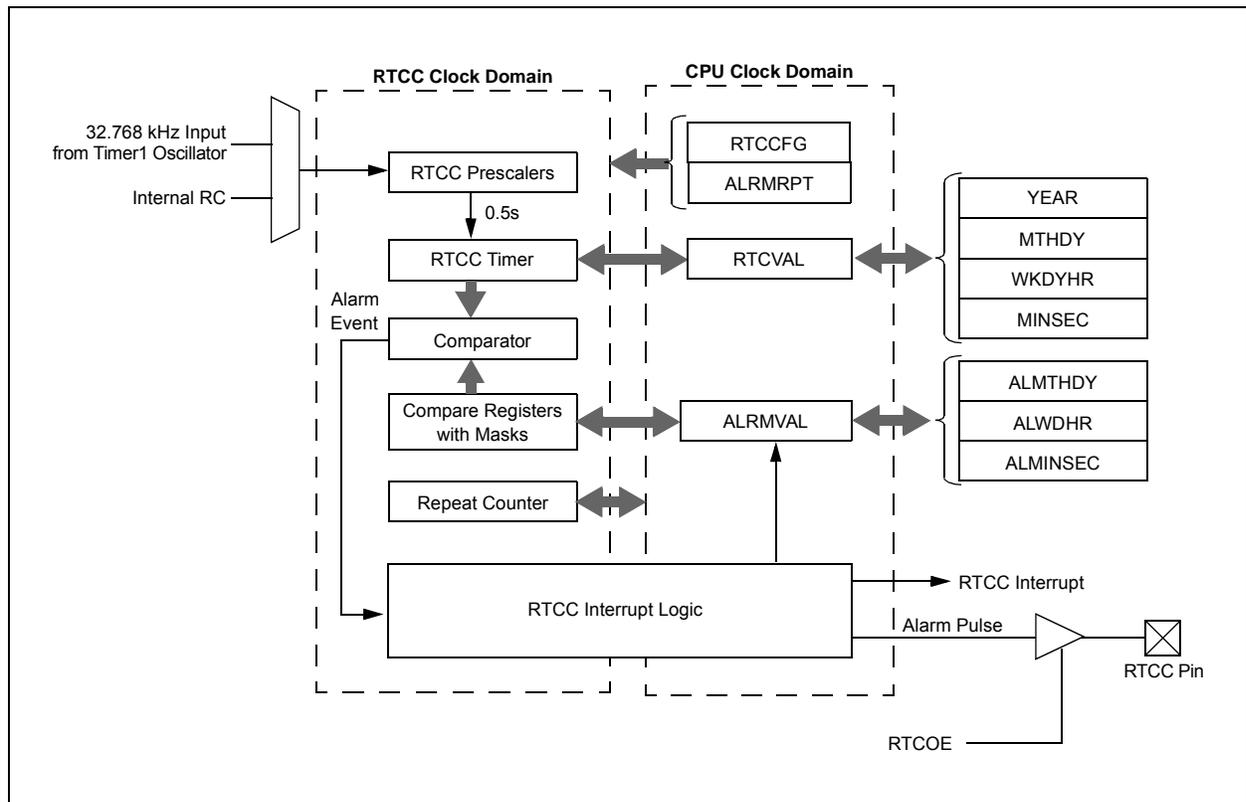 RTCC Clock Domain
CPU Clock Domain
32.768 kHz Input
from Timer1 Oscillator
Internal RC
RTCC Prescalers
0.5s
RTCC Timer
Alarm
Event
Comparator
Compare Registers
with Masks
Repeat Counter
RTCC Interrupt Logic
RTCCFG
ALRMRPT
RTCVAL
ALRMVAL
YEAR
MTHDY
WKDYHR
MINSEC
ALMTHDY
ALWDHR
ALMINSEC
RTCC Interrupt
Alarm Pulse
RTCC Pin
RTCOE